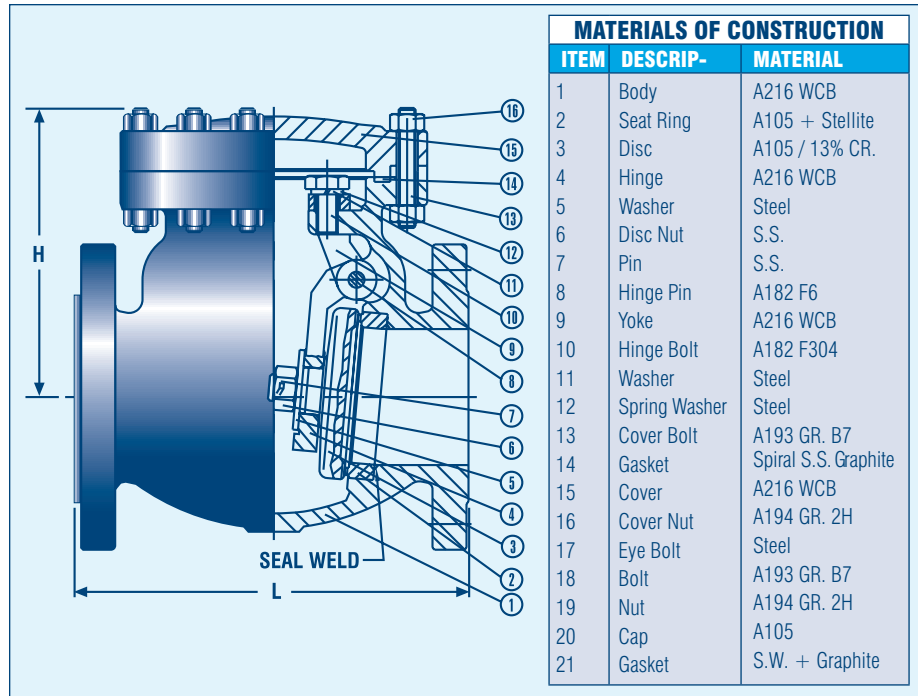 H
L
SEAL WELD
16
15
14
13
12
11
10
9
8
7
6
5
4
3
2
1
MATERIALS OF CONSTRUCTION
ITEM DESCRIP- MATERIAL
1 Body A216 WCB
2 Seat Ring A105 + Stellite
3 Disc A105 / 13% CR.
4 Hinge A216 WCB
5 Washer Steel
6 Disc Nut S.S.
7 Pin S.S.
8 Hinge Pin A182 F6
9 Yoke A216 WCB
10 Hinge Bolt A182 F304
11 Washer Steel
12 Spring Washer Steel
13 Cover Bolt A193 GR. B7
14 Gasket Spiral S.S. Graphite
15 Cover A216 WCB
16 Cover Nut A194 GR. 2H
17 Eye Bolt Steel
18 Bolt A193 GR. B7
19 Nut A194 GR. 2H
20 Cap A105
21 Gasket S.W. + Graphite